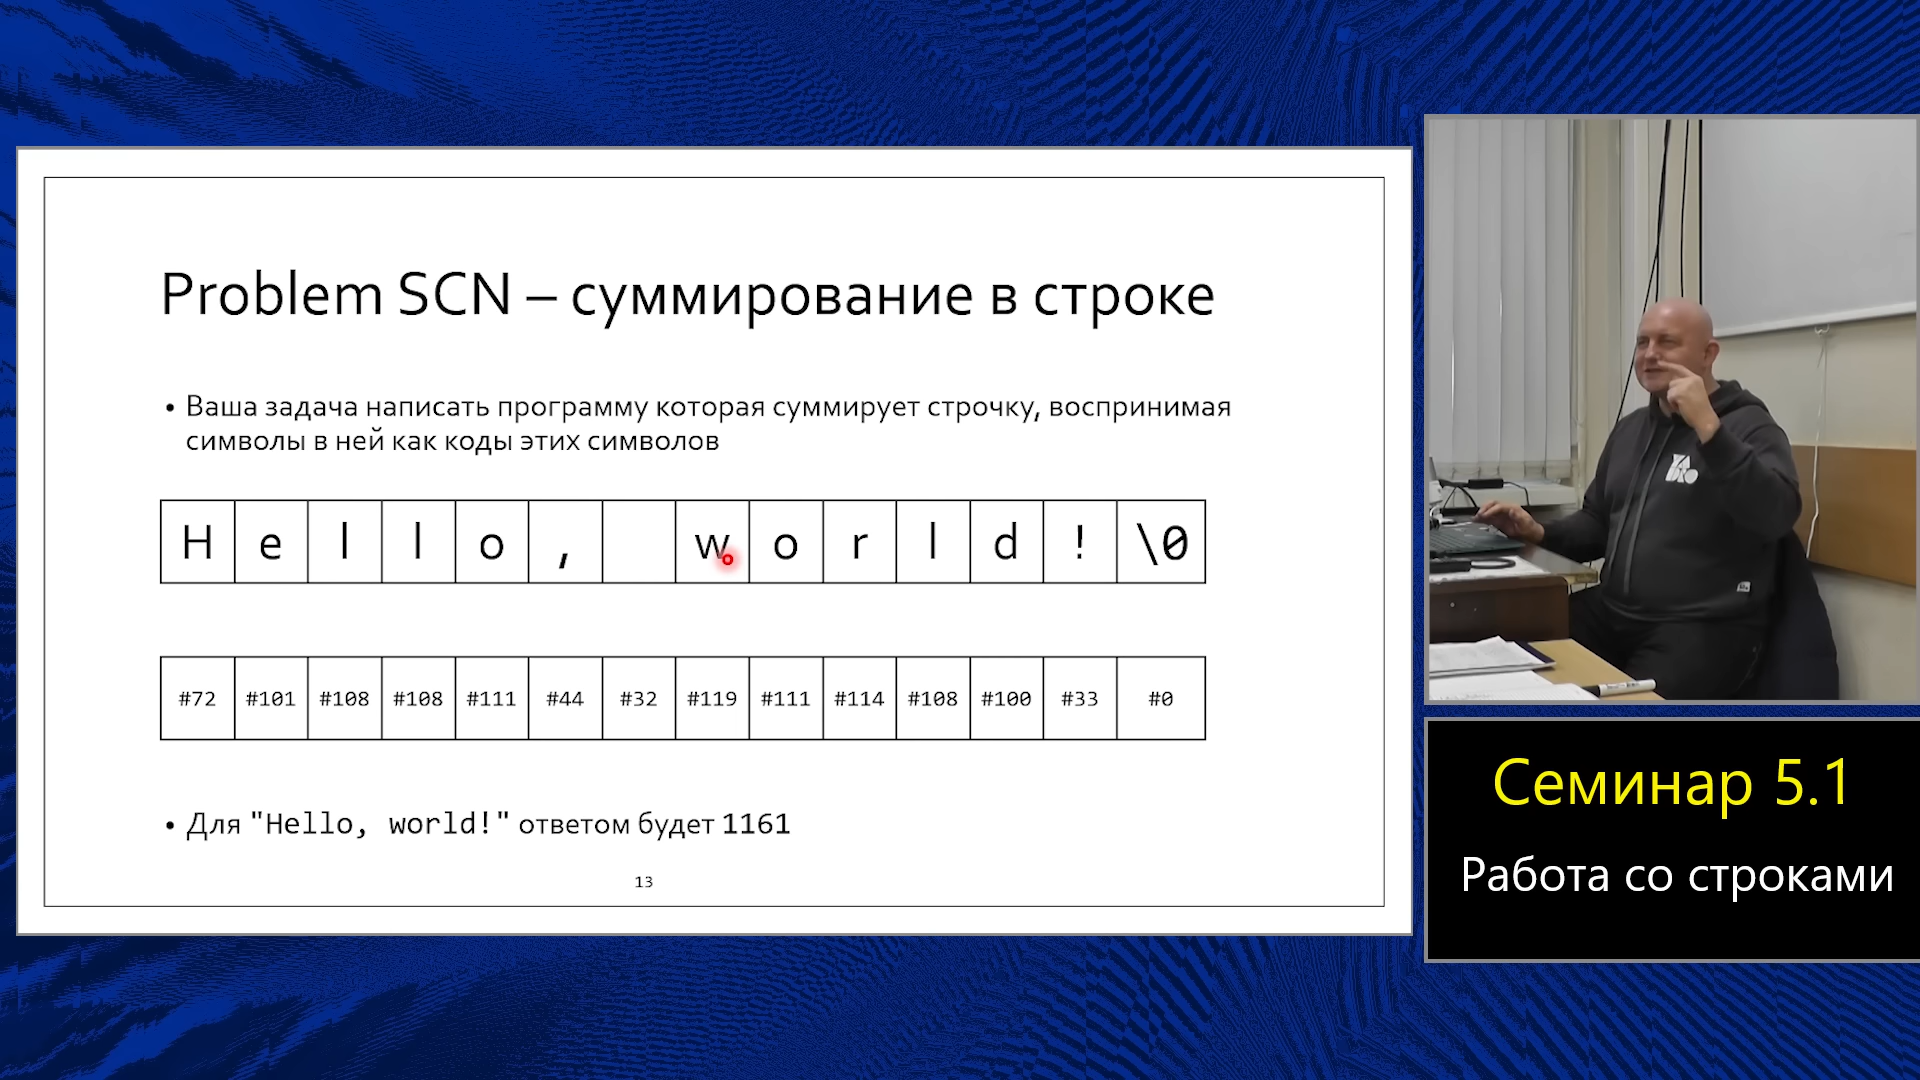 Problem SCN – суммирование в строке
• Ваша задача написать программу которая суммирует строчку, воспринимая
символы в ней как коды этих символов
H e l l o , w o r l d ! \0
#72 #101 #108 #108 #111 #44 #32 #119 #111 #114 #108 #100 #33 #0
• Для "Hello, world!" ответом будет 1161
13
Семинар 5.1
Работа со строками